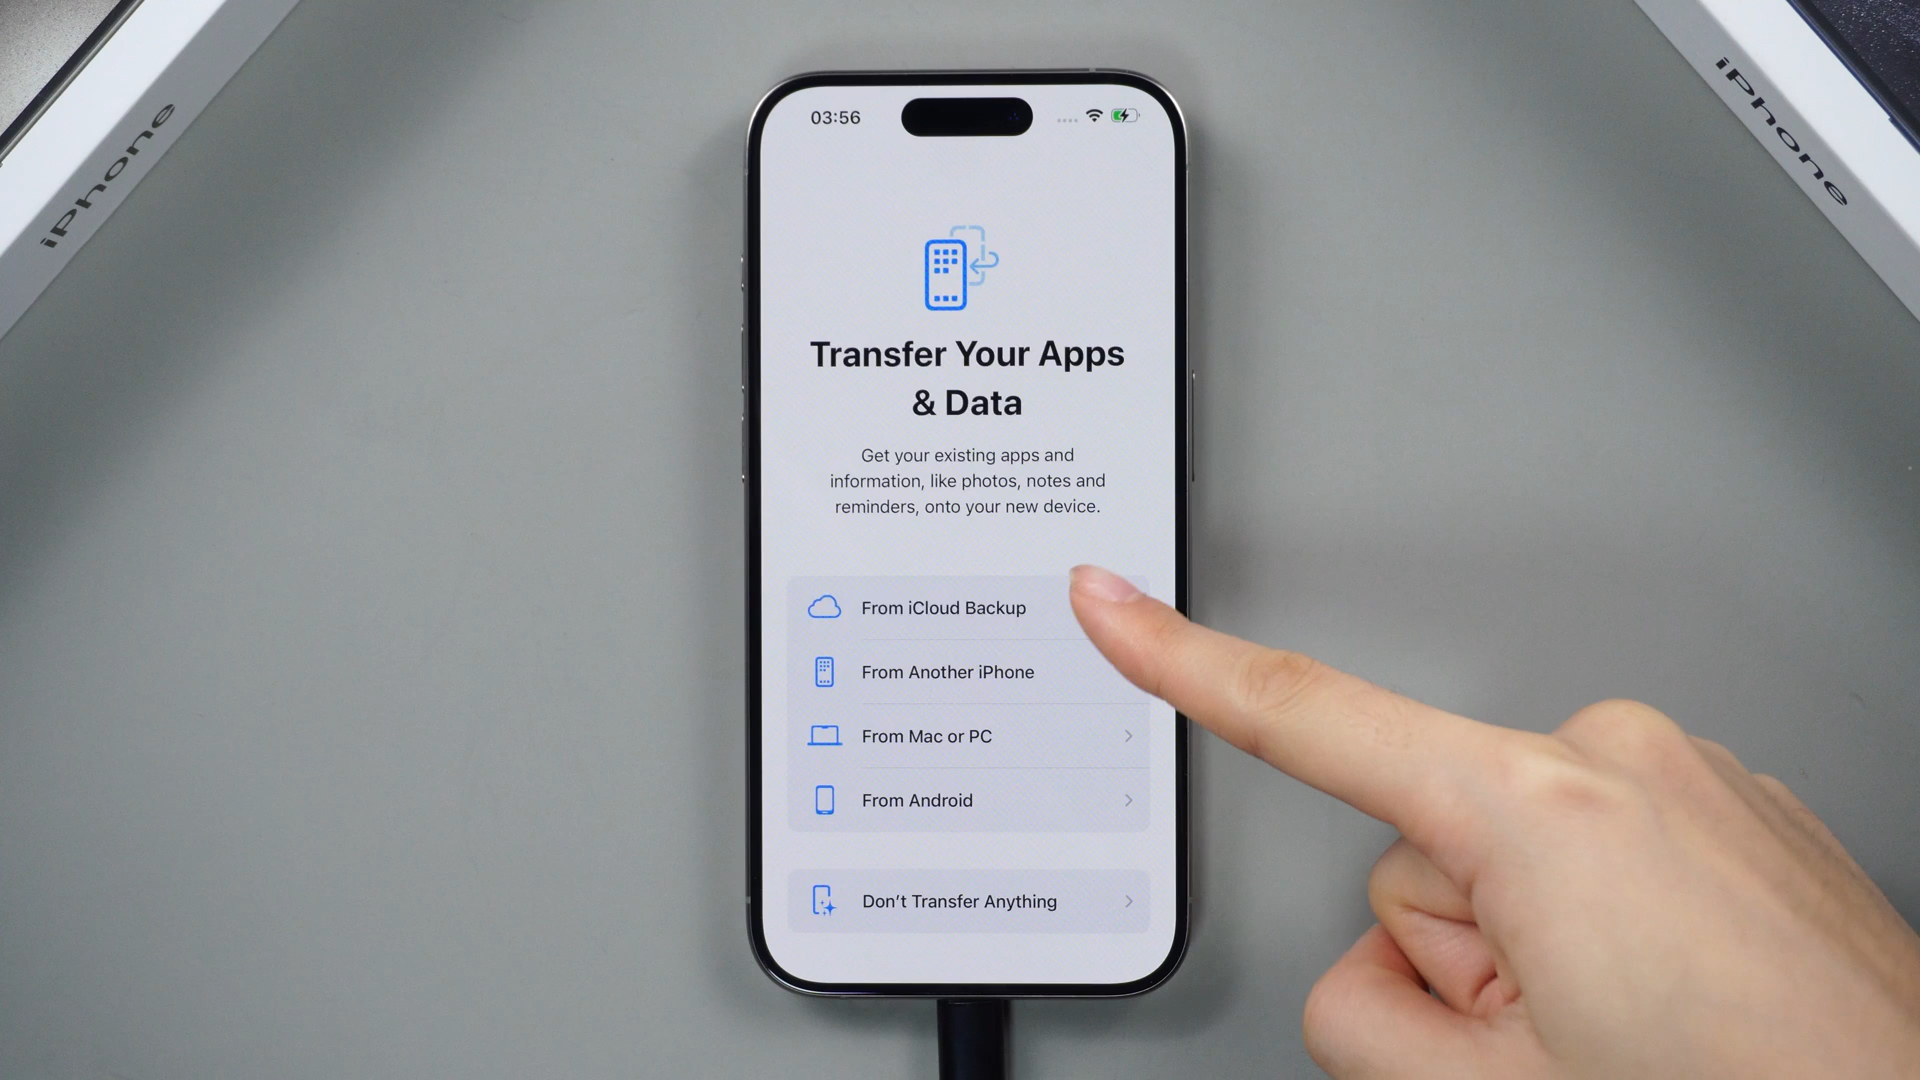 iPhone
iPhone
03:56
Transfer Your Apps
& Data
Get your existing apps and
information, like photos, notes and
reminders, onto your new device.
From iCloud Backup
From Another iPhone
From Mac or PC
From Android
Don't Transfer Anything